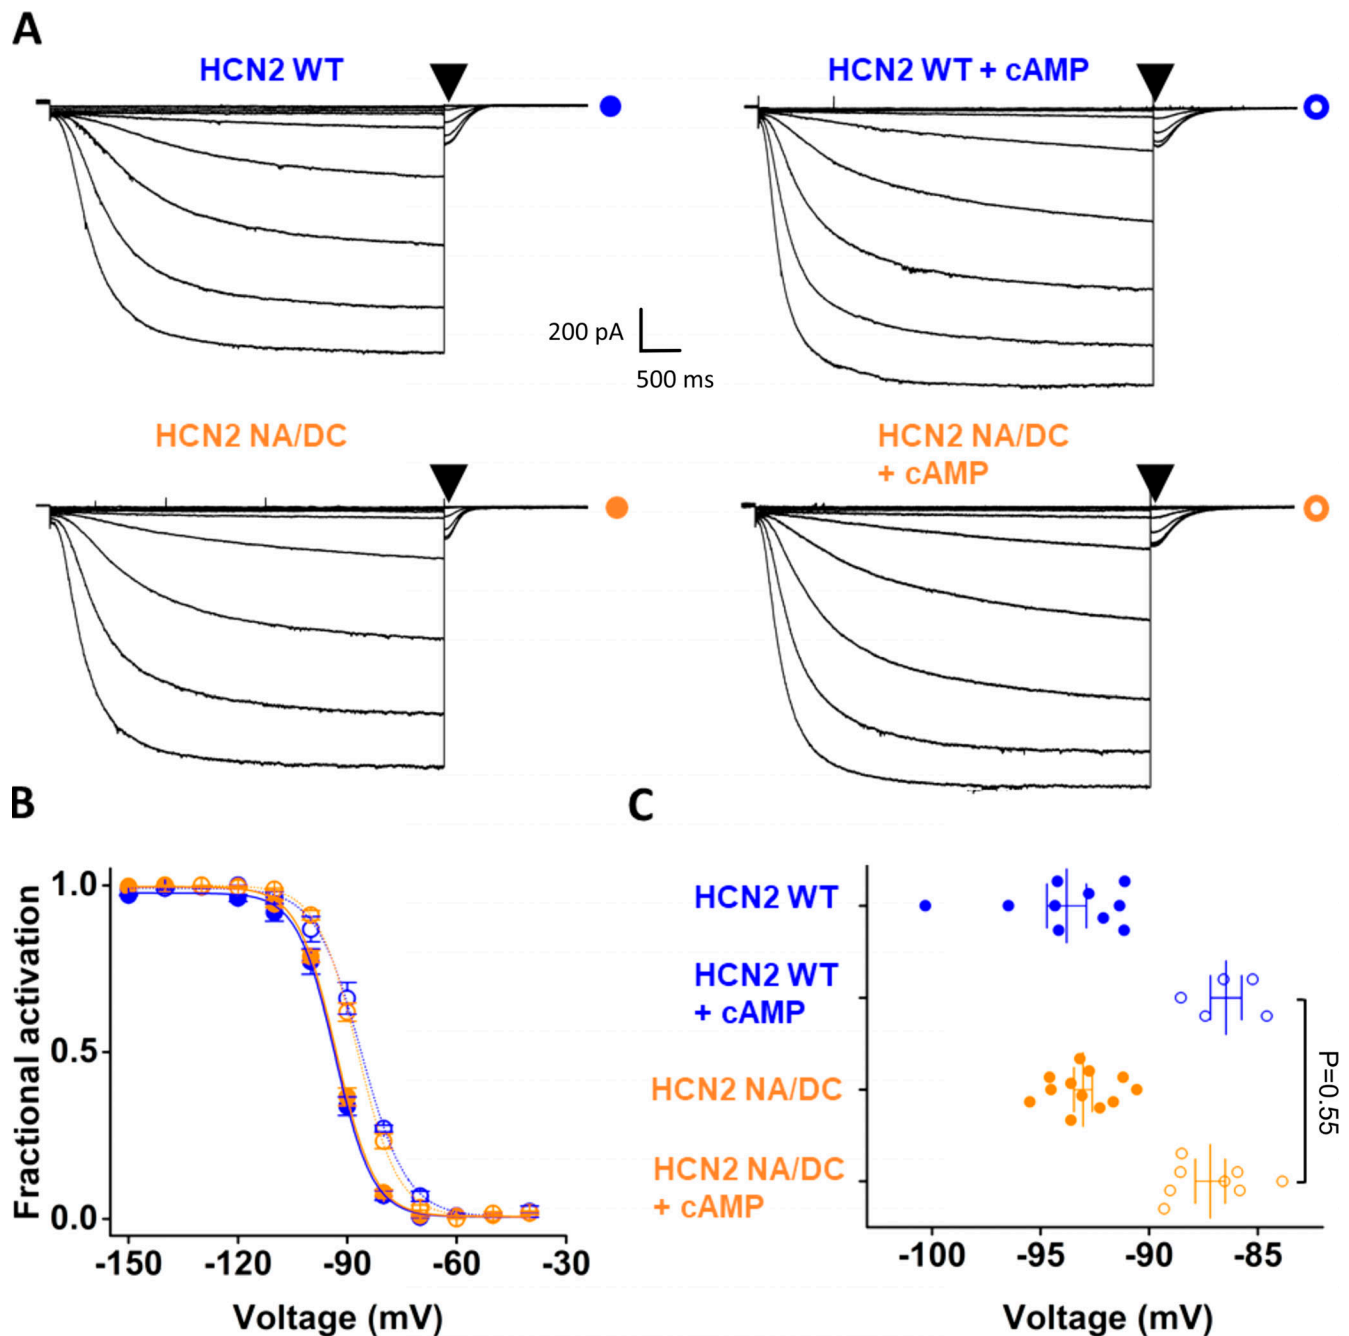 A
HCN2 WT
HCN2 WT + cAMP
200 pA
500 ms
HCN2 NA/DC
HCN2 NA/DC
+ cAMP
B
Fractional activation
1.0
0.5
0.0
-150
-120
-90
-60
-30
Voltage (mV)
C
HCN2 WT
HCN2 WT
+ cAMP
HCN2 NA/DC
HCN2 NA/DC
+ cAMP
P=0.55
-100
-95
-90
-85
Voltage (mV)